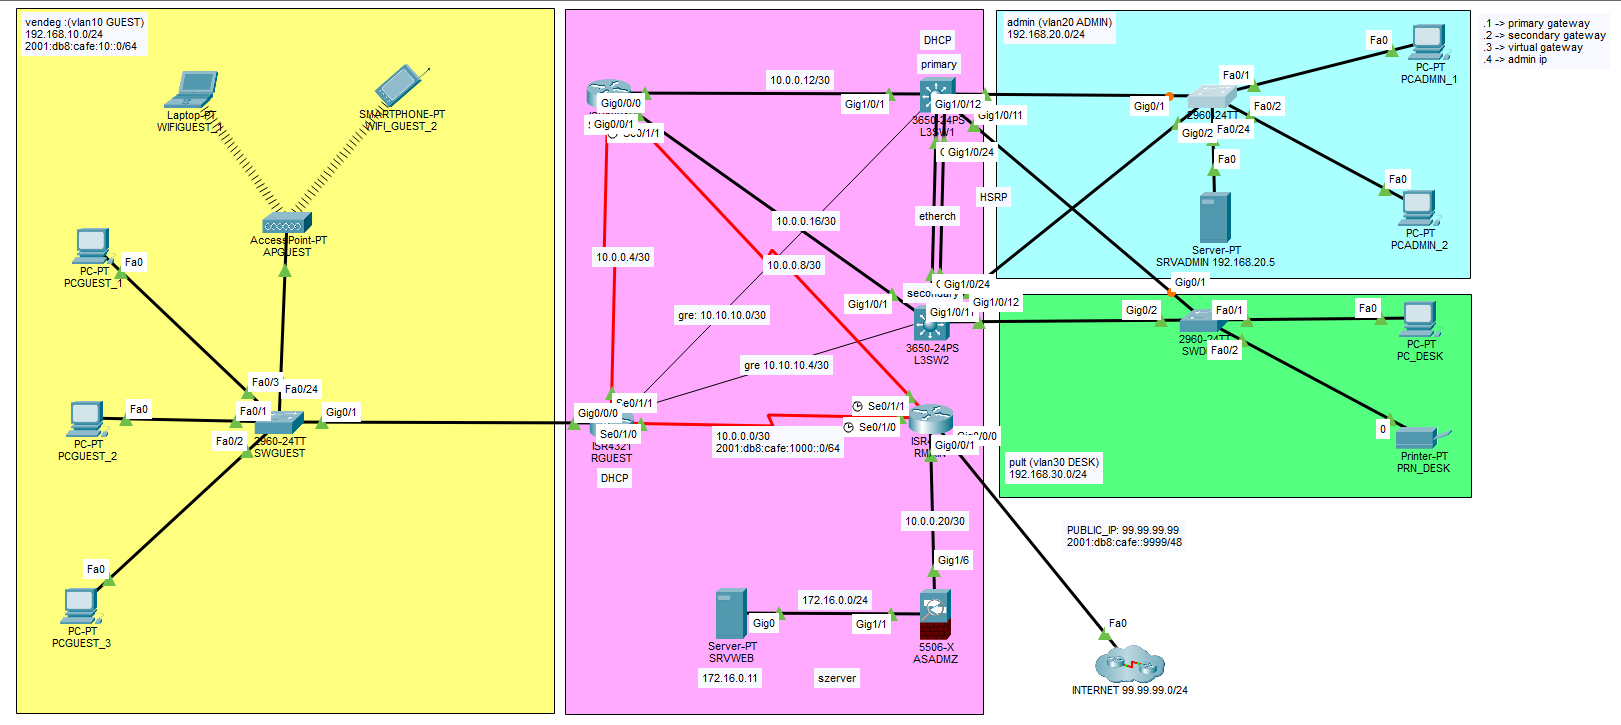 vendeg :(vlan10 GUEST)
192.168.10.0/24
2001:db8:cafe:10::0/64
Laptop-PT
WIFIGUEST_1
SMARTPHONE-PT
WIFI_GUEST_2
AccessPoint-PT
APGUEST
Fa0
PC-PT
PCGUEST_1
Fa0/3
Fa0/24
Fa0
Fa0/1
Gig0/1
PC-PT
PCGUEST_2
Fa0/2
2960-24TT
SWGUEST
Fa0
PC-PT
PCGUEST_3
DHCP
primary
10.0.0.12/30
Gig0/0/0
Gig1/0/1
Gig1/0/12
Gig0/0/1
Se0/1/1
3650-24PS
L3SW1
Gig1/0/11
Gig1/0/24
HSRP
10.0.0.16/30
etherch
10.0.0.4/30
10.0.0.8/30
Gig1/0/24
Gig1/0/1
Gig1/0/12
Gig1/0/11
gre: 10.10.10.0/30
3650-24PS
L3SW2
gre 10.10.10.4/30
Se0/1/1
Gig0/0/0
Se0/1/0
ISR4321
RGUEST
DHCP
Se0/1/1
Se0/1/0
10.0.0.0/30
2001:db8:cafe:1000::0/64
Gig0/0/1
10.0.0.20/30
Gig1/6
172.16.0.0/24
Gig0
Gig1/1
Server-PT
SRVWEB
5506-X
ASADMZ
172.16.0.11
szerver
admin (vlan20 ADMIN)
192.168.20.0/24
Fa0
PC-PT
PCADMIN_1
Fa0/1
Gig0/1
Fa0/2
2960-24TT
Gig0/2
Fa0/24
Fa0
Fa0
PC-PT
PCADMIN_2
Server-PT
SRVADMIN 192.168.20.5
Gig0/1
Gig0/2
Fa0/1
Fa0
2960-24TT
Fa0/2
PC-PT
PC_DESK
0
Printer-PT
PRN_DESK
pult (vlan30 DESK)
192.168.30.0/24
PUBLIC_IP: 99.99.99.99
2001:db8:cafe::9999/48
Fa0
INTERNET 99.99.99.0/24
.1 -> primary gateway
.2 -> secondary gateway
.3 -> virtual gateway
.4 -> admin ip